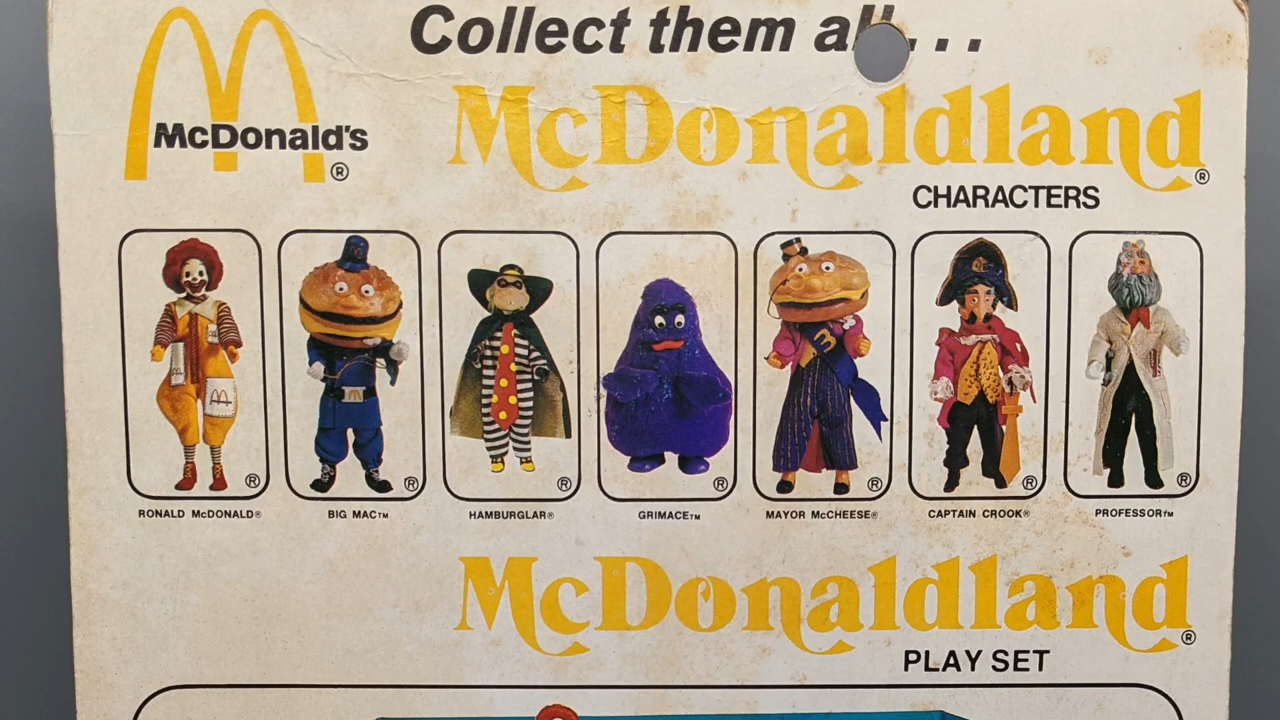 Collect them all...
McDonald's®
McDonaldland®
CHARACTERS
RONALD McDONALD®
BIG MAC™
HAMBURGLAR®
GRIMACE™
MAYOR McCHEESE®
CAPTAIN CROOK®
PROFESSOR™
McDonaldland®
PLAY SET